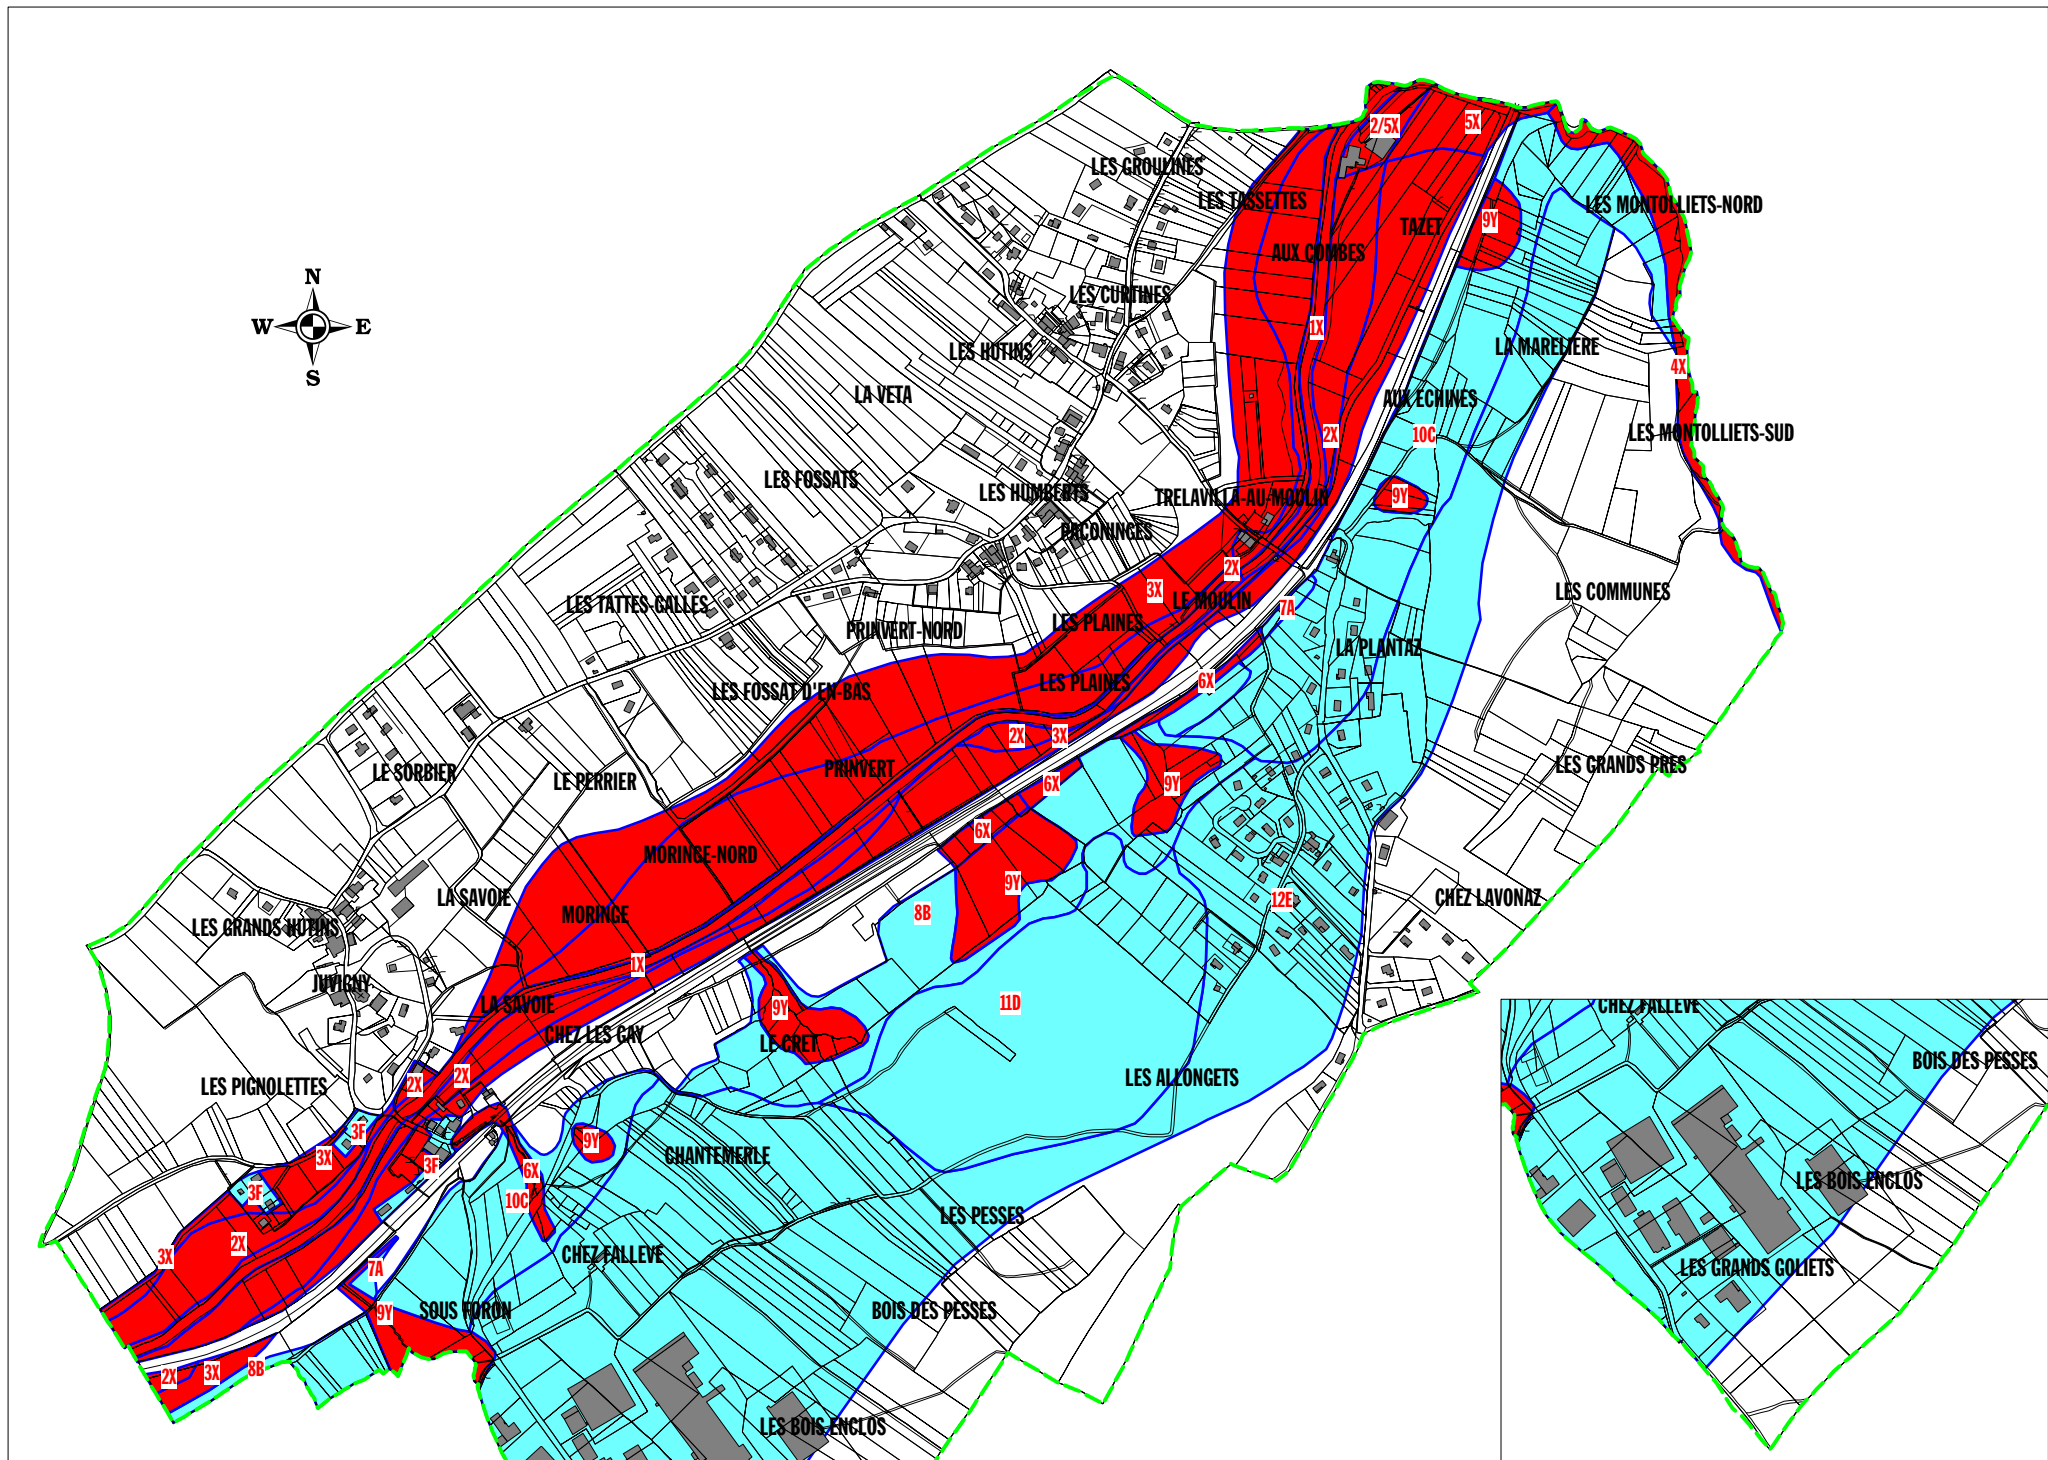 2/5X
5X
LES GROULINES
LES TASSETTES
LES MONTOLLIETS-NORD
9Y
TAZET
AUX COMBES
N
W E
S
LES CURTINES
1X
LA MARELIERE
LES HUTINS
4X
LA VETA
AUX ECHINES
2X
10C
LES MONTOLLIETS-SUD
LES FOSSATS
LES HUMBERTS
TRELAVILLA-AU-MOULIN
9Y
PACONINGES
2X
3X
LES COMMUNES
LE MOULIN
7A
LES TATTES-GALLES
LES PLAINES
PRINVERT-NORD
LA PLANTAZ
6X
LES PLAINES
LES FOSSAT D'EN-BAS
2X
3X
LES GRANDS PRES
PRINVERT
LE SORBIER
LE PERRIER
6X
9Y
6X
MORINGE-NORD
9Y
LA SAVOIE
CHEZ LAVONAZ
12E
MORINGE
8B
LES GRANDS HUTINS
1X
JUVIGNY
LA SAVOIE
9Y
11D
CHEZ LES GAY
LE CRET
2X
2X
LES PIGNOLETTES
LES ALLONGETS
3F
9Y
3X
3F
CHANTEMERLE
6X
3F
10C
LES PESSES
2X
3X
CHEZ FALLEVE
7A
9Y
SOUS FORON
BOIS DES PESSES
2X
3X
8B
LES BOIS ENCLOS
CHEZ FALLEVE
BOIS DES PESSES
LES BOIS ENCLOS
LES GRANDS GOLIETS